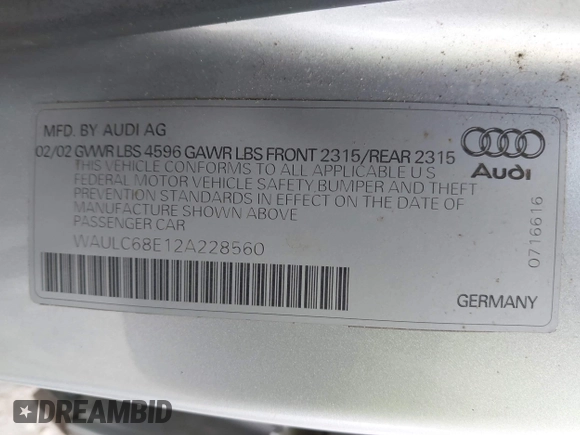 MFD. BY AUDI AG
02/02 GVWR LBS 4596 GAWR LBS FRONT 2315/REAR 2315
THIS VEHICLE CONFORMS TO ALL APPLICABLE U S
FEDERAL MOTOR VEHICLE SAFETY BUMPER AND THEFT
PREVENTION STANDARDS IN EFFECT ON THE DATE OF
MANUFACTURE SHOWN ABOVE
PASSENGER CAR
WAULC68E12A228560
Audi
0716616
GERMANY
DREAMBID